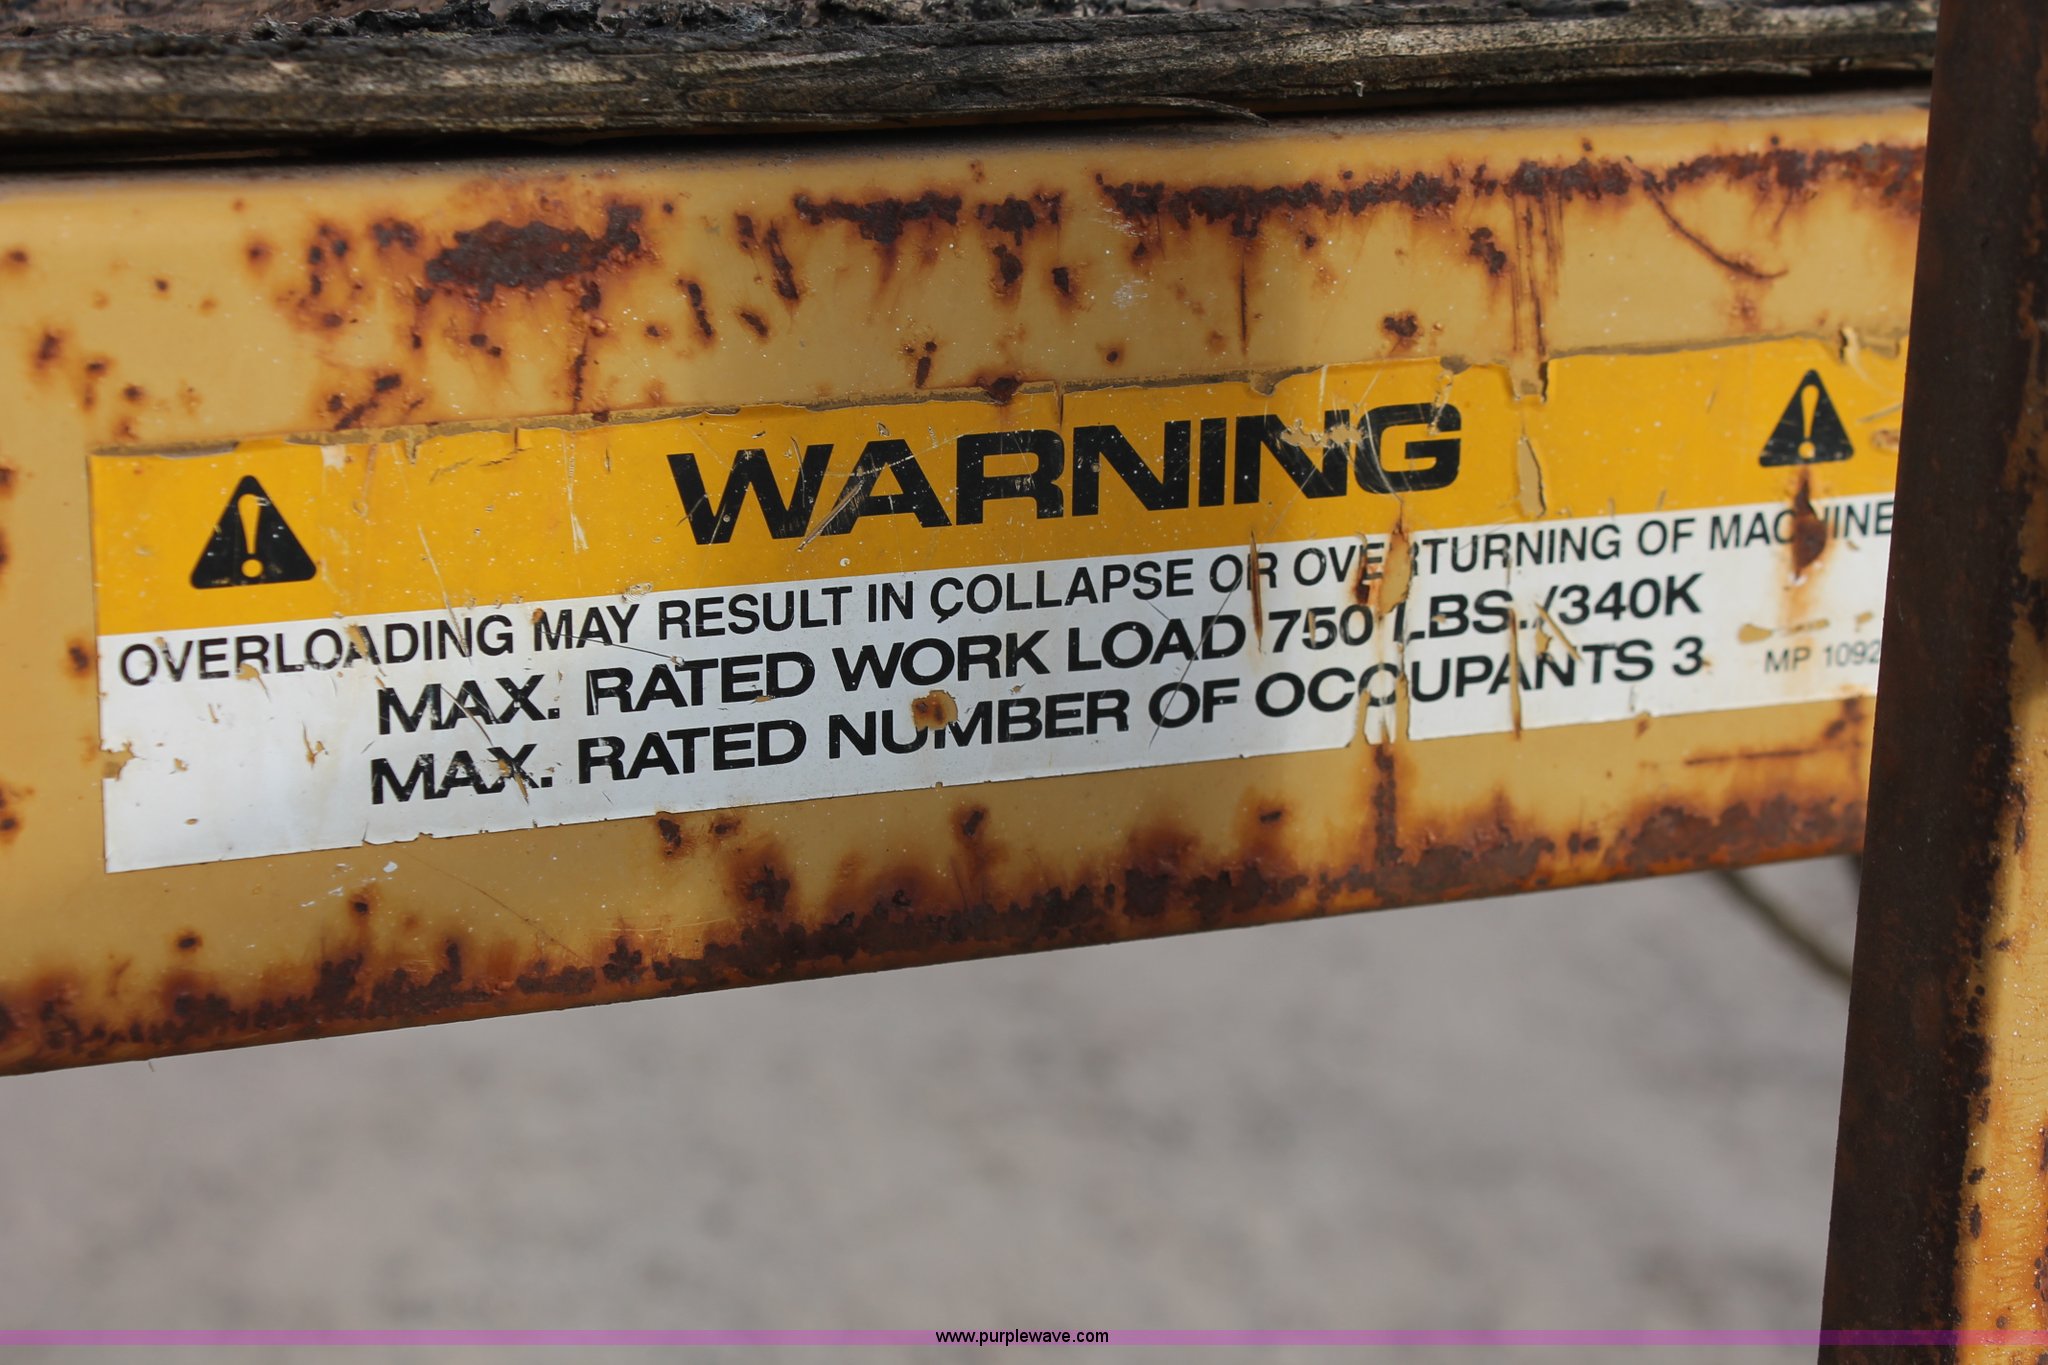 WARNING
OVERLOADING MAY RESULT IN COLLAPSE OR OVERTURNING OF MACHINE
MAX. RATED WORK LOAD 750 LBS./340K
MAX. RATED NUMBER OF OCCUPANTS 3
MP 1092
www.purplewave.com